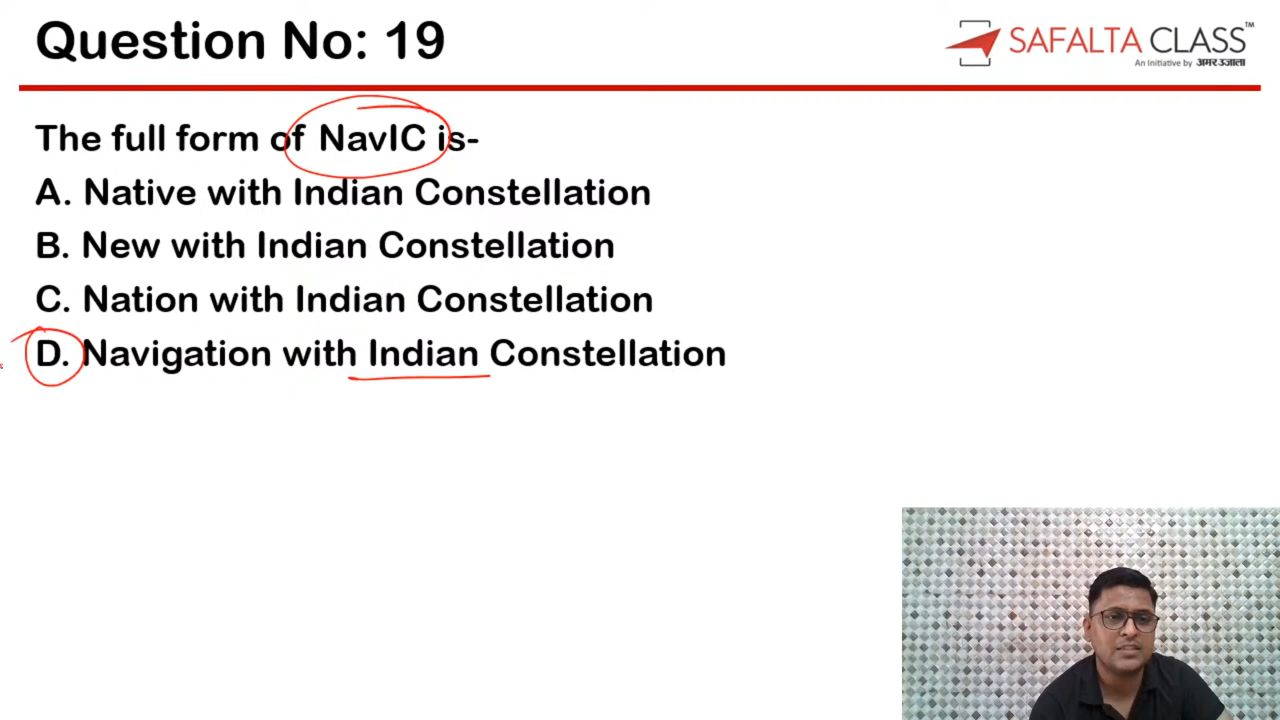 Question No: 19
SAFALTA CLASS™
An Initiative by अमर उजाला
The full form of NavIC is-
A. Native with Indian Constellation
B. New with Indian Constellation
C. Nation with Indian Constellation
D. Navigation with Indian Constellation